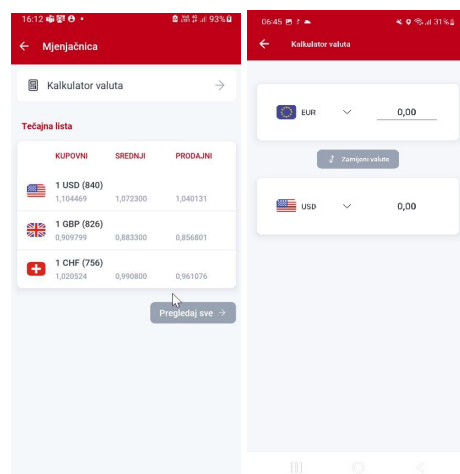 16:12
93%
Mjenjačnica
Kalkulator valuta
Tečajna lista
KUPOVNI SREDNJI PRODAJNI
1 USD (840)
1,104469 1,072300 1,040131
1 GBP (826)
0,909799 0,883300 0,856801
1 CHF (756)
1,020524 0,990800 0,961076
Pregledaj sve
06:45
31%
Kalkulator valuta
EUR 0,00
Zamijeni valute
USD 0,00